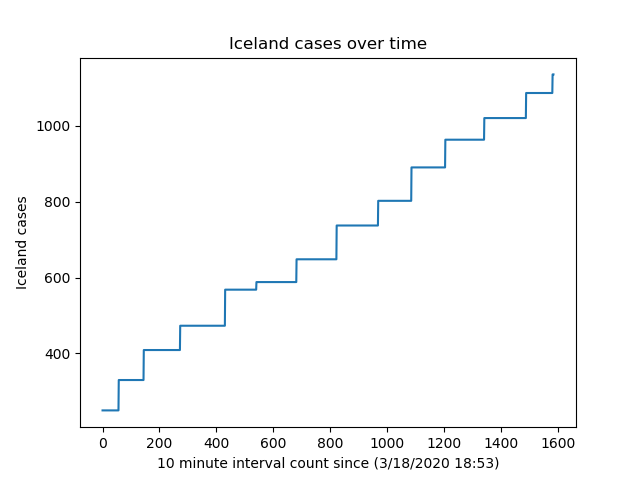 Iceland cases over time
1000
800
600
400
Iceland cases
0 200 400 600 800 1000 1200 1400 1600
10 minute interval count since (3/18/2020 18:53)